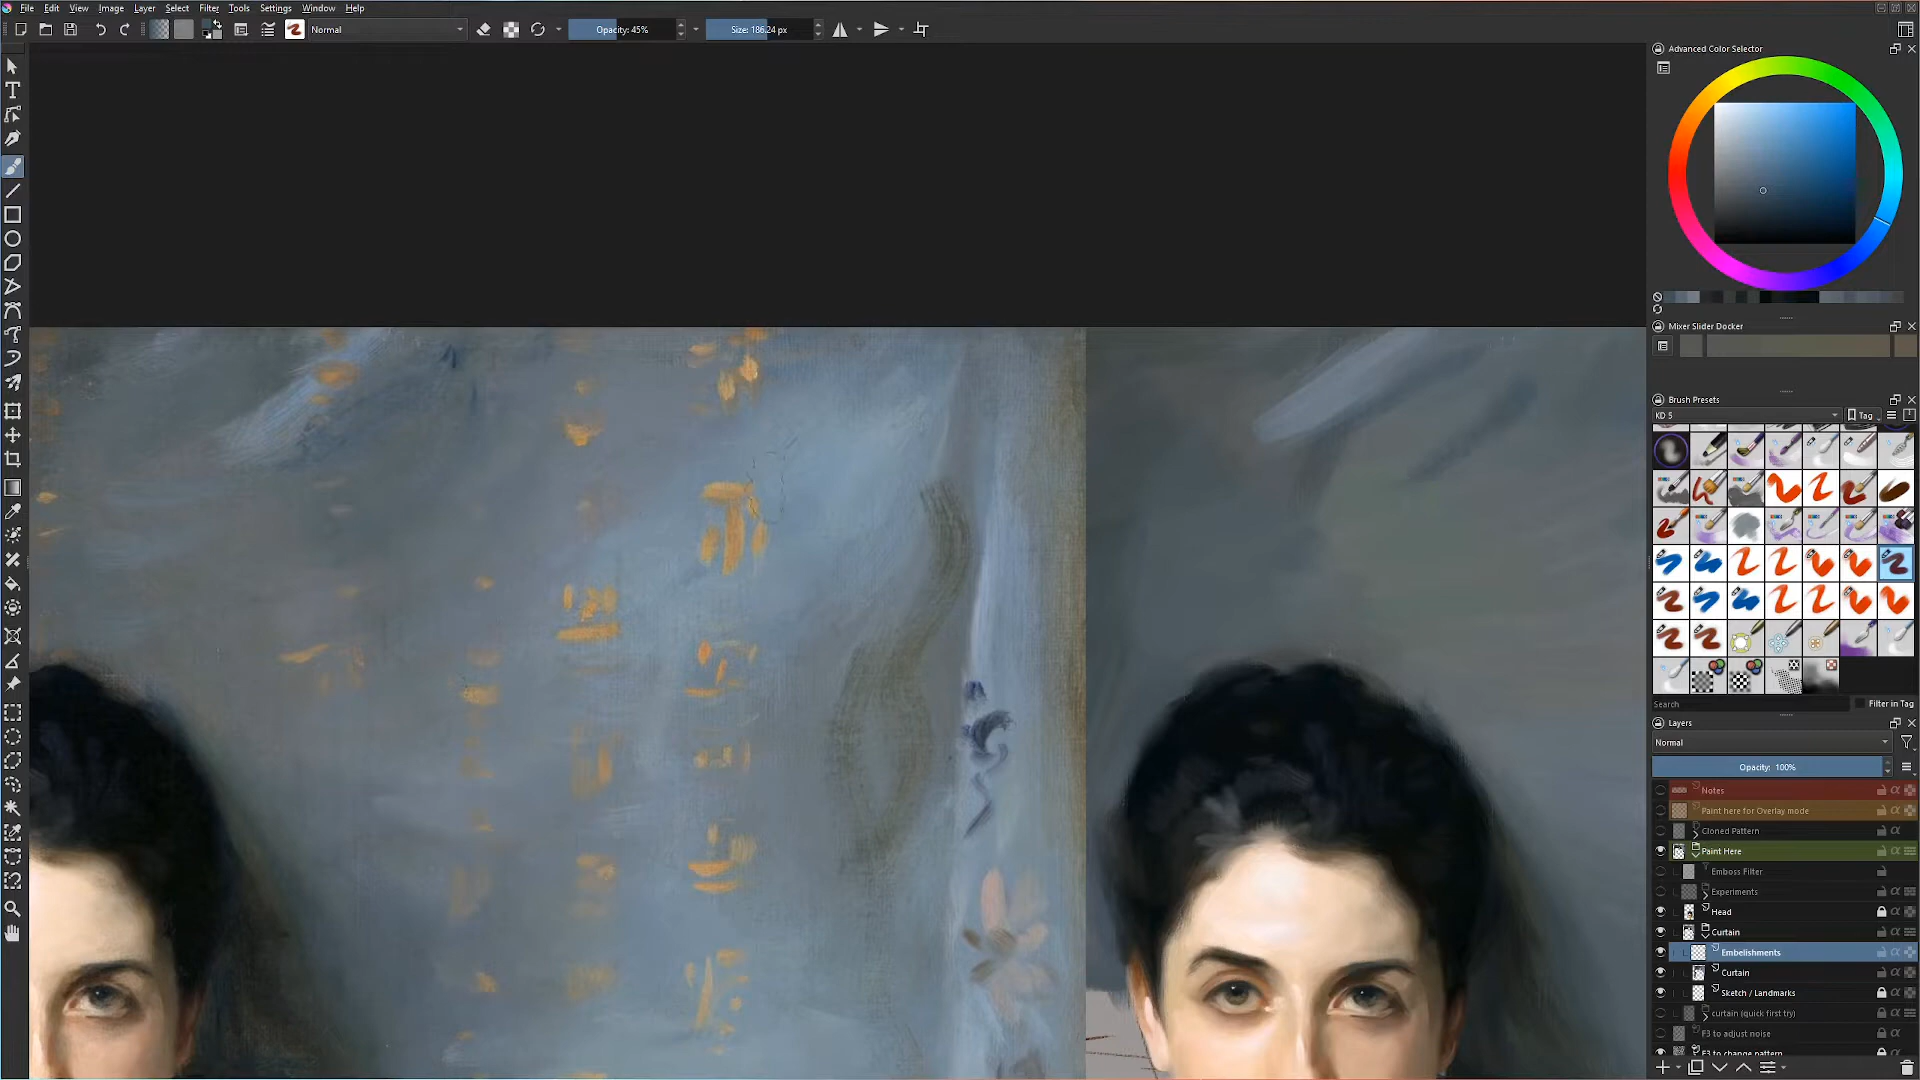 File Edit View Image Layer Select Filter Tools Settings Window Help
Normal
Opacity: 45%
Size: 186.24 px
Advanced Color Selector
Mixer Slider Docker
Brush Presets
KD 5
Tag
Search
Filter in Tag
Layers
Normal
Opacity: 100%
Notes
Paint here for Overlay mode
Cloned Pattern
Paint Here
Emboss Filter
Experiments
Head
Curtain
Embelishments
Curtain
Sketch / Landmarks
curtain (quick first try)
F3 to adjust noise
F3 to change pattern